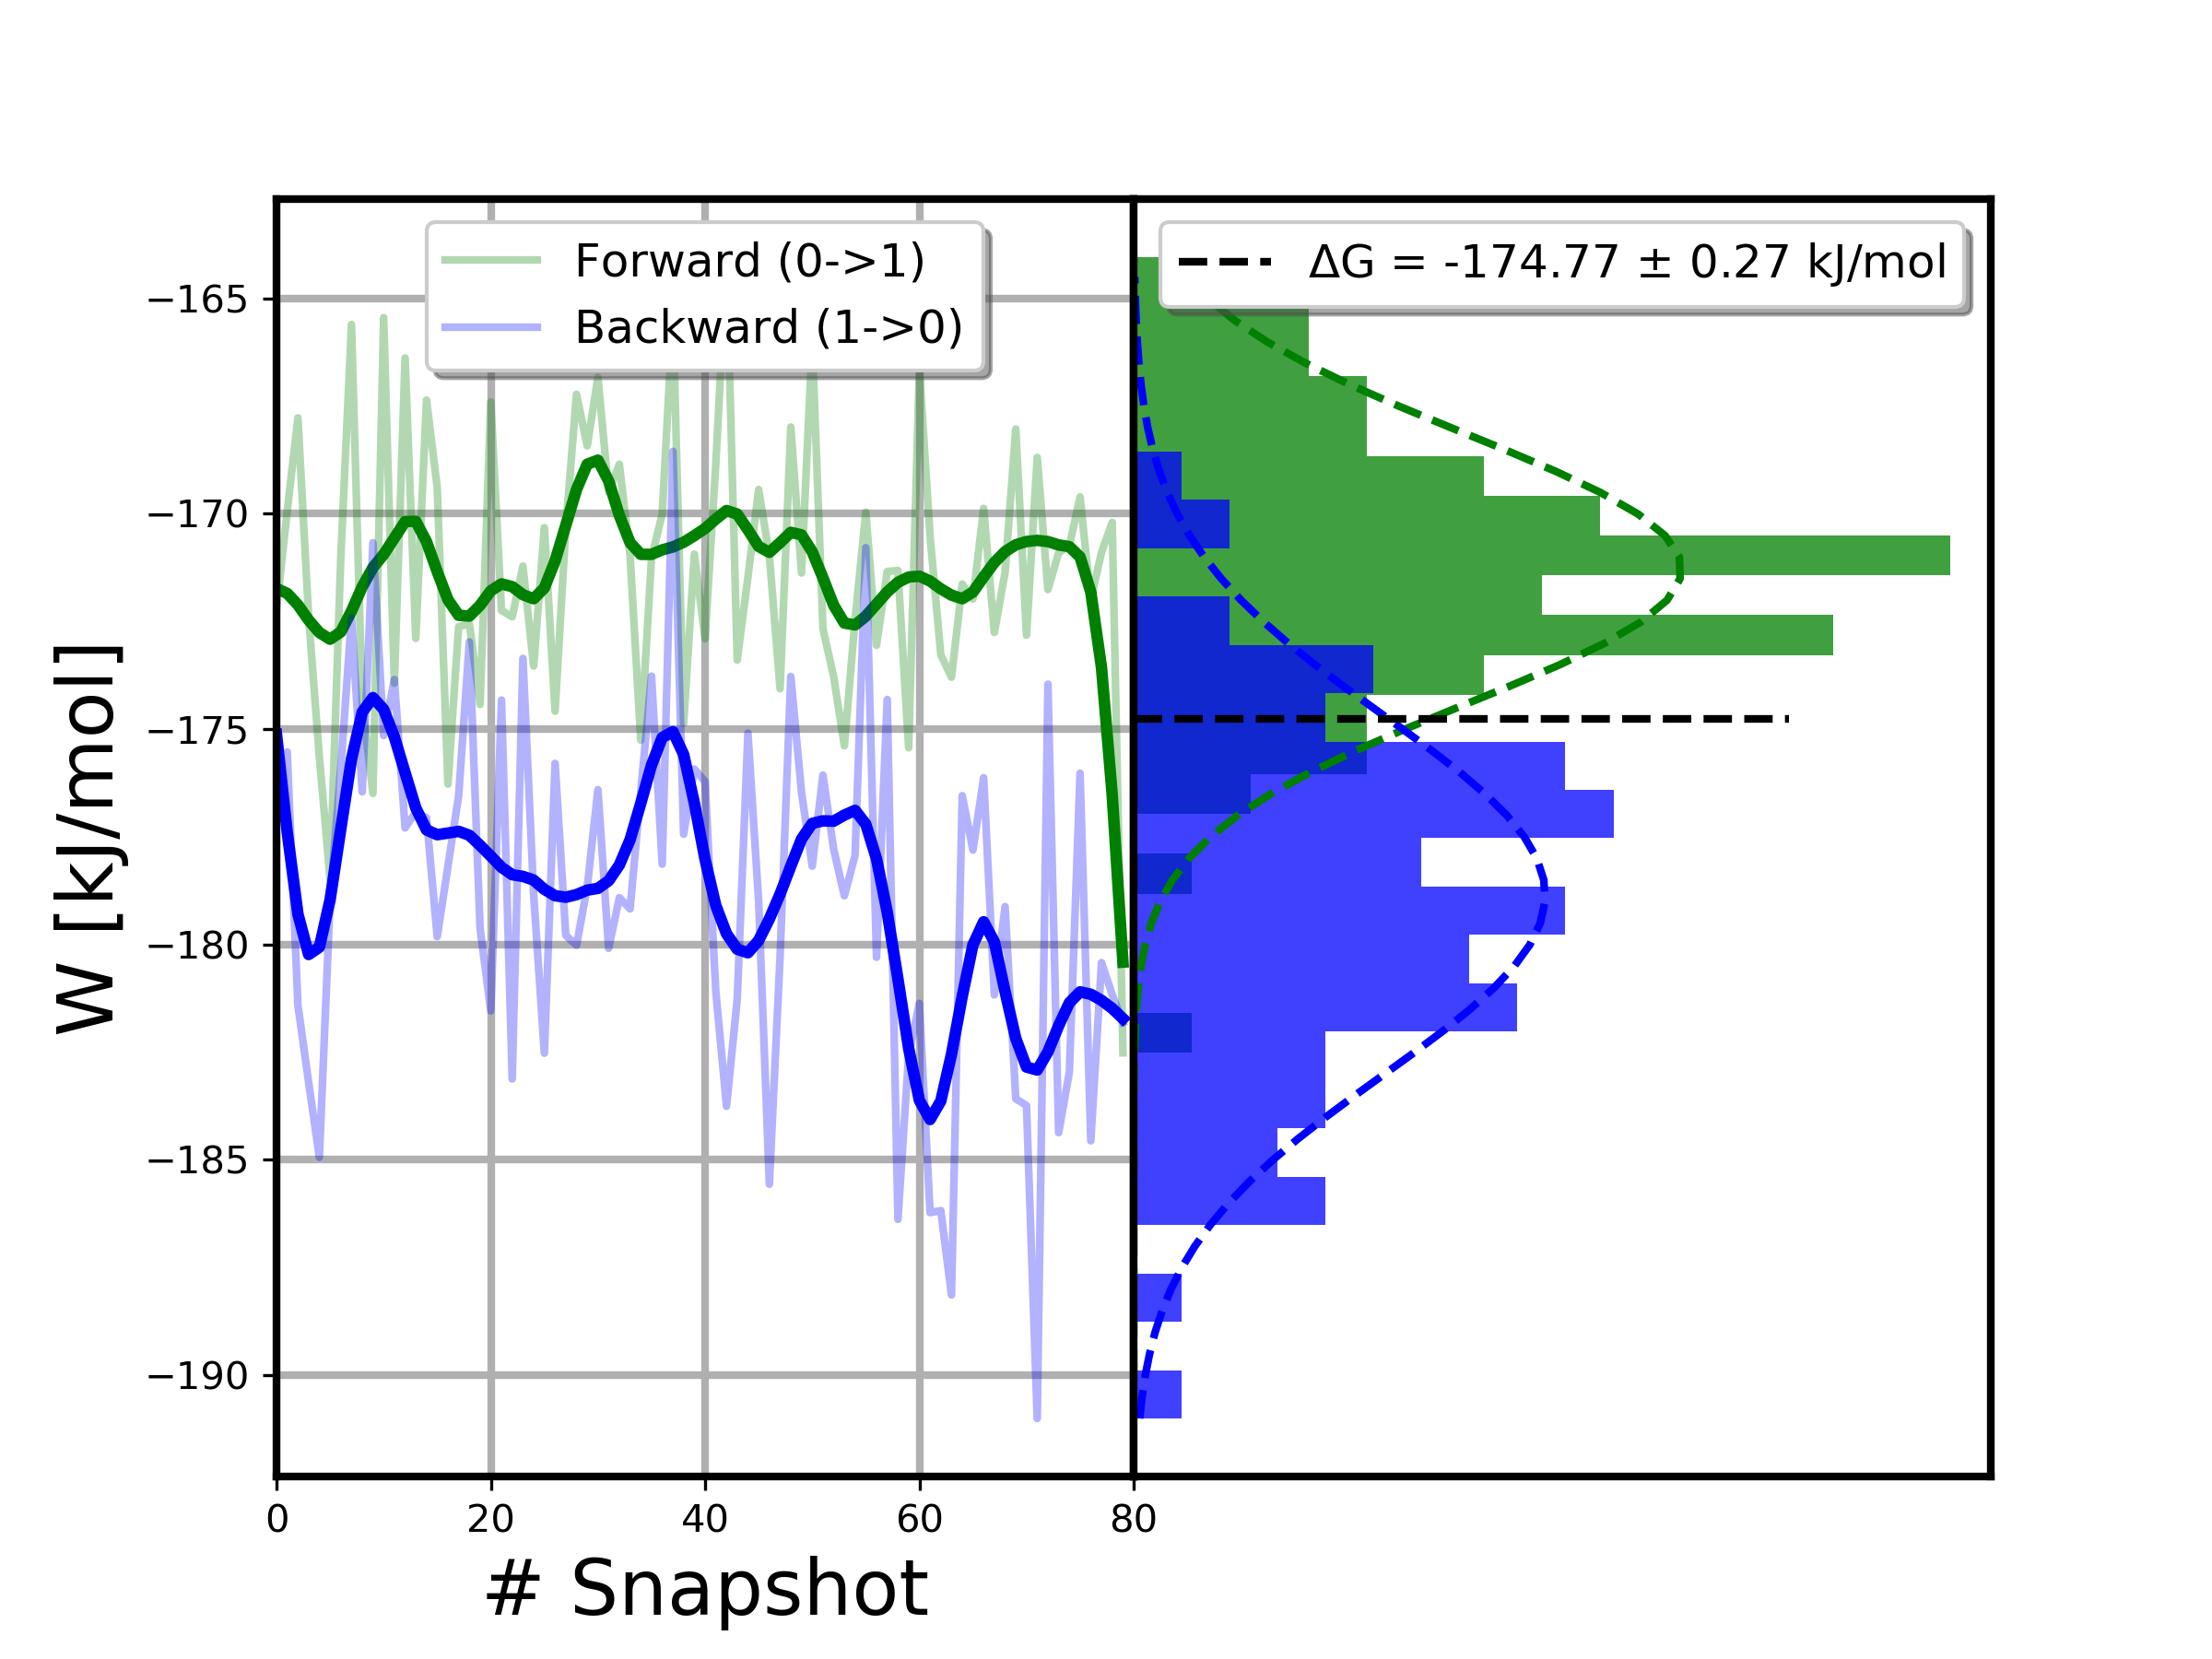 Forward (0->1)
Backward (1->0)
ΔG = -174.77 ± 0.27 kJ/mol
W [kJ/mol]
−165
−170
−175
−180
−185
−190
0 20 40 60 80
# Snapshot